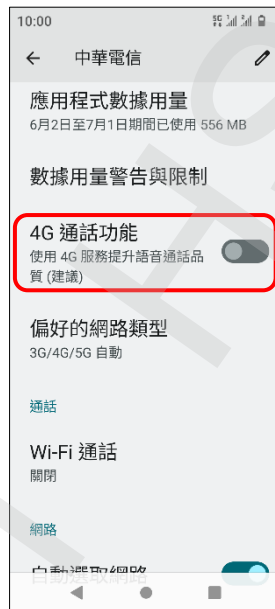 10:00
5G 1 2
中華電信
應用程式數據用量
6月2日至7月1日期間已使用 556 MB
數據用量警告與限制
4G 通話功能
使用 4G 服務提升語音通話品
質 (建議)
偏好的網路類型
3G/4G/5G 自動
通話
Wi-Fi 通話
關閉
網路
自動選取網路